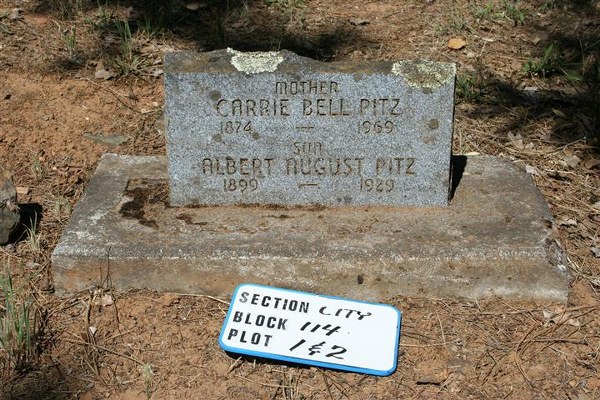 MOTHER
CARRIE BELL PITZ
1874 — 1969
SON
ALBERT AUGUST PITZ
1899 — 1929
SECTION CITY
BLOCK 114
PLOT 1 & 2